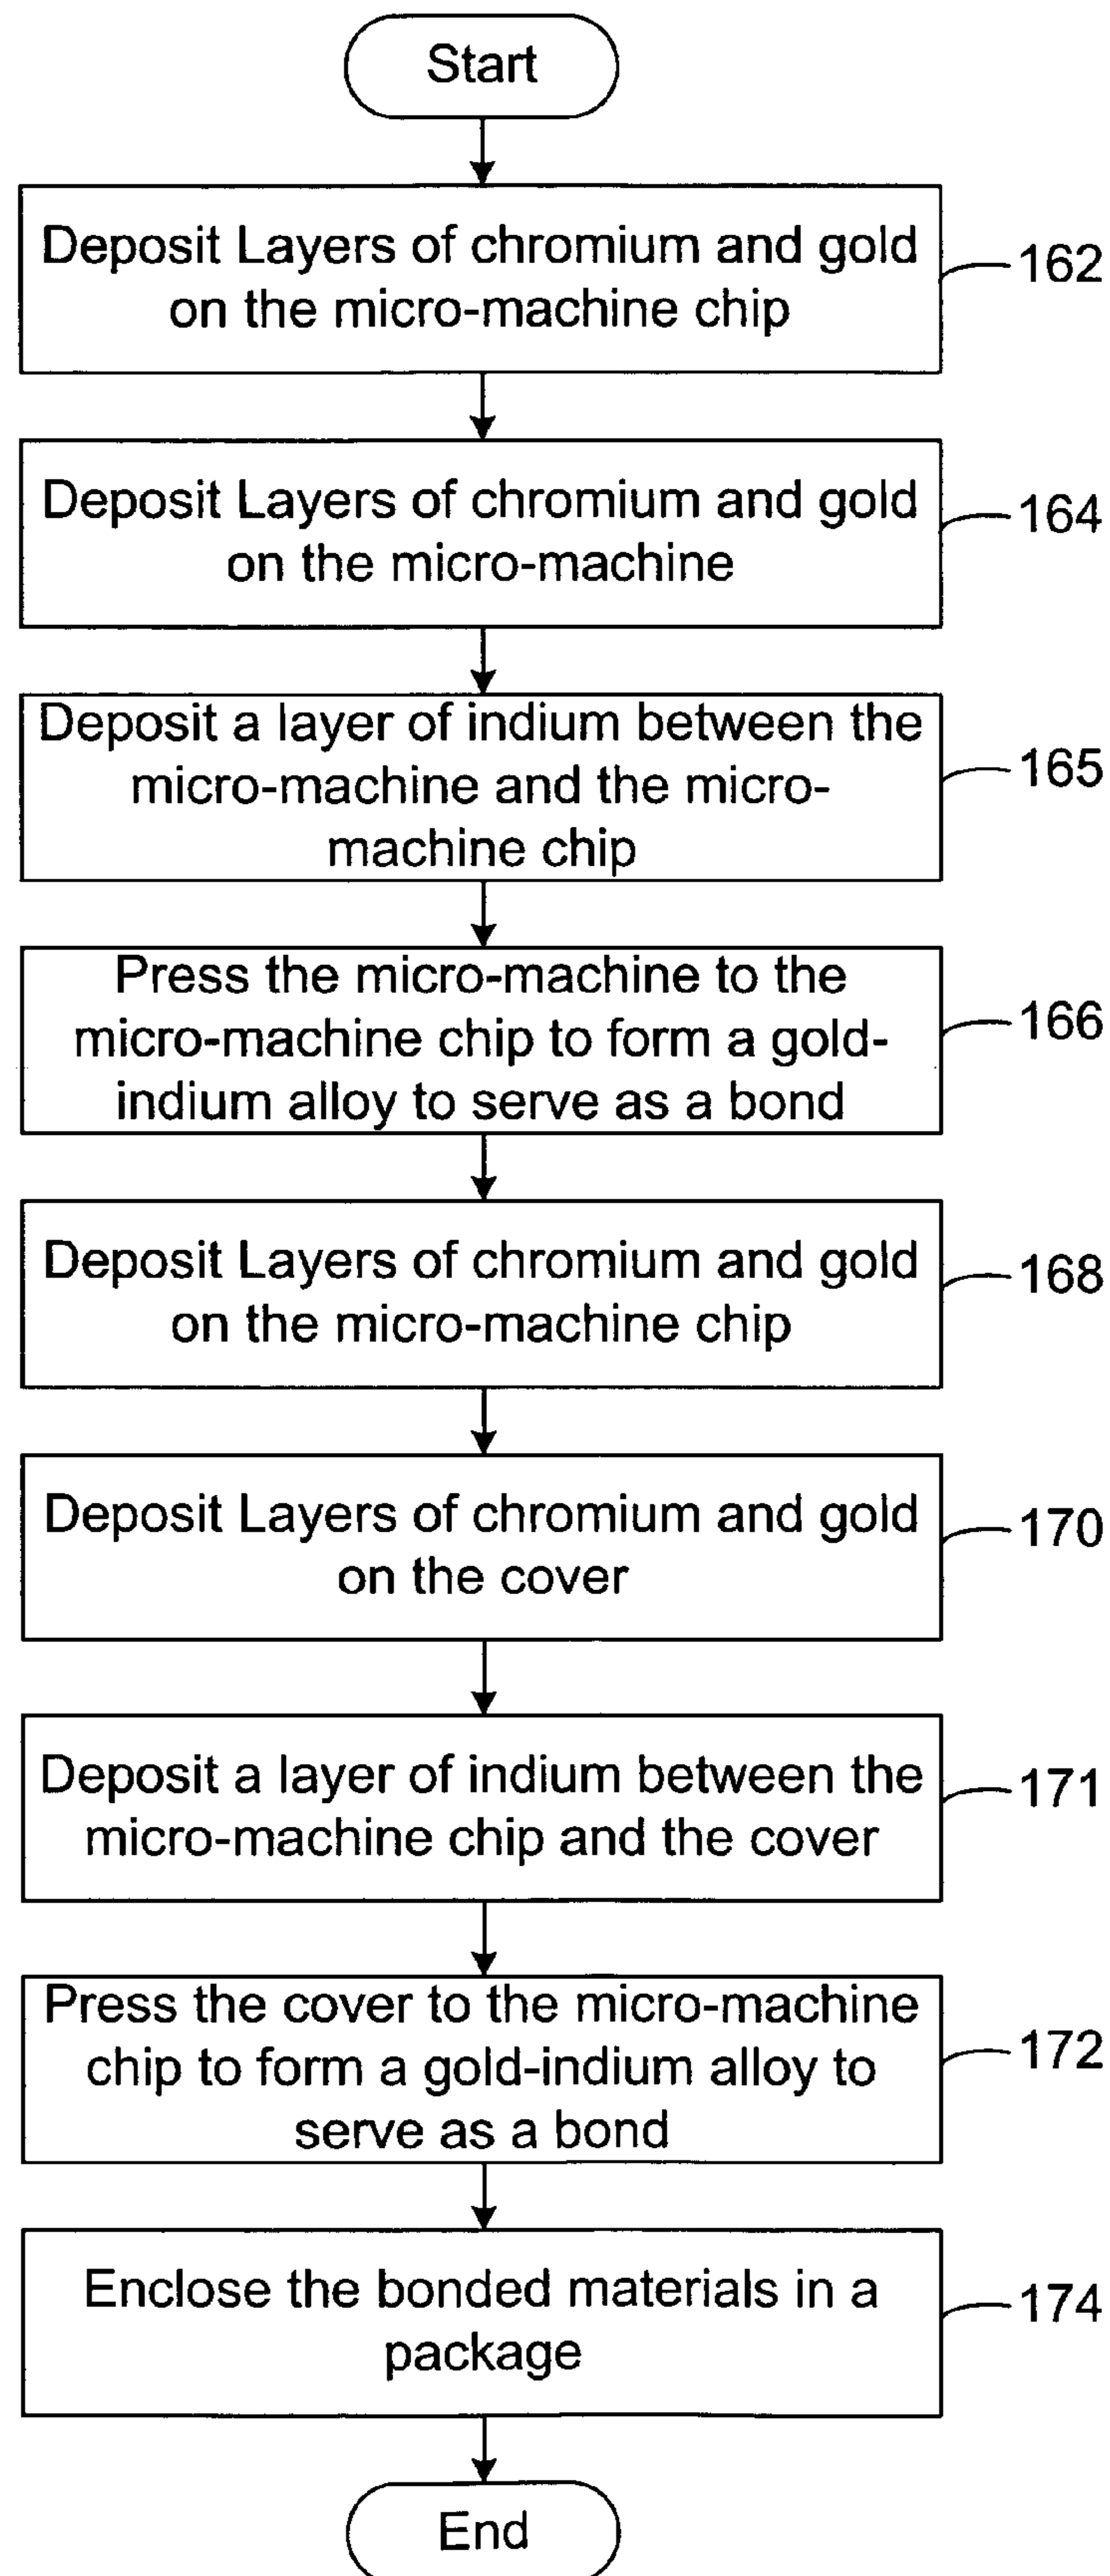 Start
Deposit Layers of chromium and gold
on the micro-machine chip
162
Deposit Layers of chromium and gold
on the micro-machine
164
Deposit a layer of indium between the
micro-machine and the micro-
machine chip
165
Press the micro-machine to the
micro-machine chip to form a gold-
indium alloy to serve as a bond
166
Deposit Layers of chromium and gold
on the micro-machine chip
168
Deposit Layers of chromium and gold
on the cover
170
Deposit a layer of indium between the
micro-machine chip and the cover
171
Press the cover to the micro-machine
chip to form a gold-indium alloy to
serve as a bond
172
Enclose the bonded materials in a
package
174
End